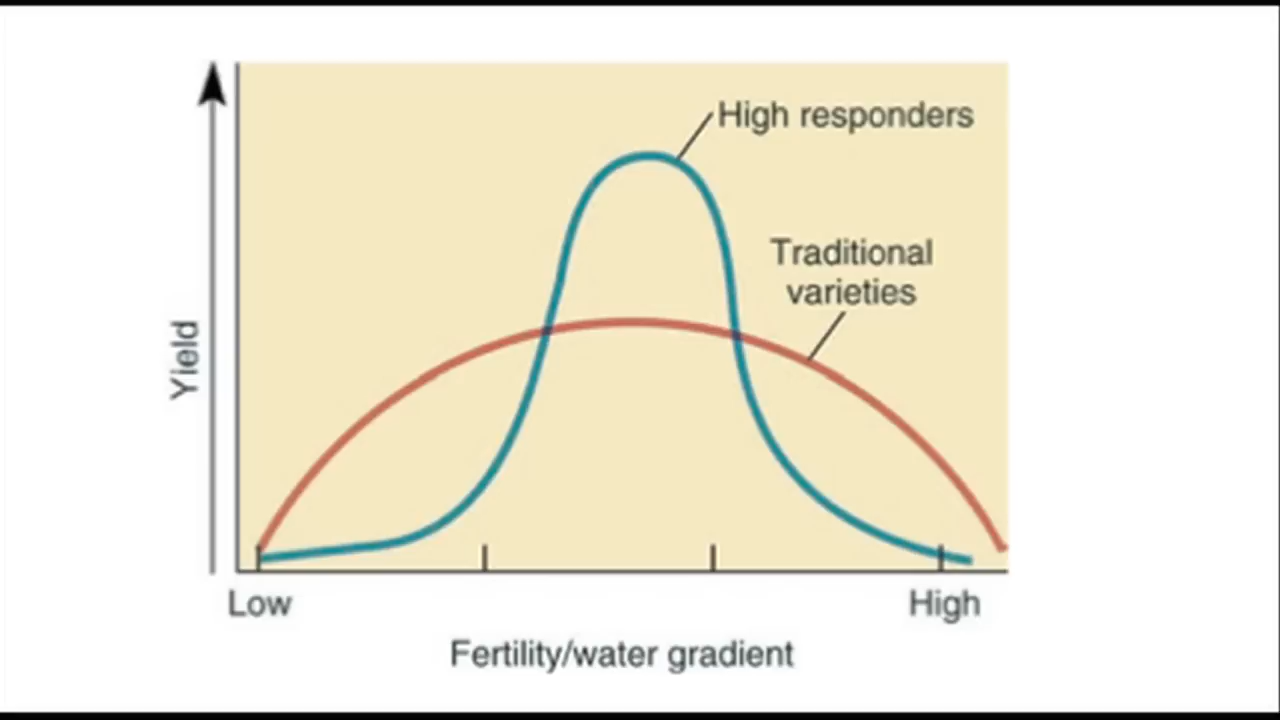 High responders
Traditional
varieties
Yield
Low
High
Fertility/water gradient